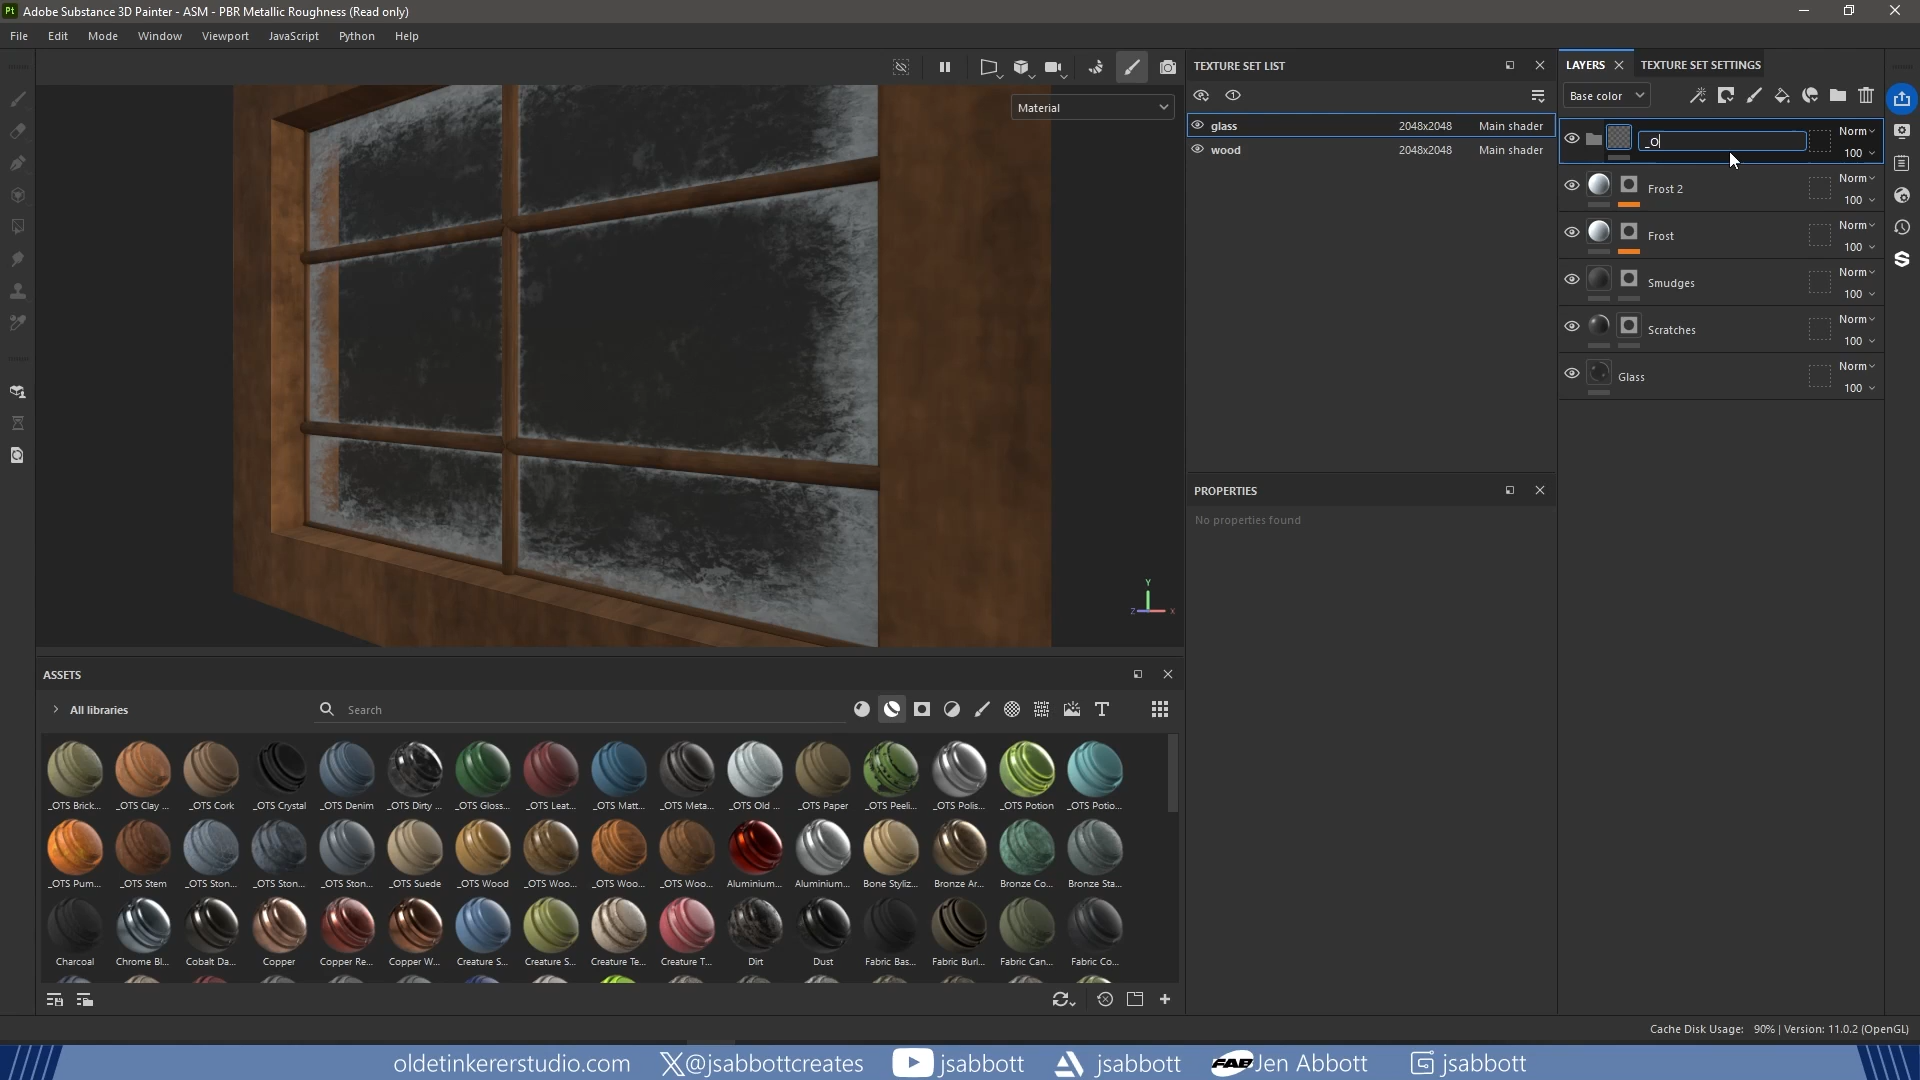 Pt Adobe Substance 3D Painter - ASM - PBR Metallic Roughness (Read only)
File Edit Mode Window Viewport JavaScript Python Help
Material
TEXTURE SET LIST
glass 2048x2048 Main shader
wood 2048x2048 Main shader
PROPERTIES
No properties found
LAYERS TEXTURE SET SETTINGS
Base color
_O Norm 100
Frost 2 Norm 100
Frost Norm 100
Smudges Norm 100
Scratches Norm 100
Glass Norm 100
Y
Z X
ASSETS
All libraries Search
_OTS Brick... _OTS Clay ... _OTS Cork _OTS Crystal _OTS Denim _OTS Dirty ... _OTS Gloss... _OTS Leat... _OTS Matt... _OTS Meta... _OTS Old ... _OTS Paper _OTS Peeli... _OTS Polis... _OTS Potion _OTS Potio...
_OTS Pum... _OTS Stem _OTS Ston... _OTS Ston... _OTS Ston... _OTS Suede _OTS Wood _OTS Woo... _OTS Woo... _OTS Woo... Aluminium... Aluminium... Bone Styliz... Bronze Ar... Bronze Co... Bronze Sta...
Charcoal Chrome Bl... Cobalt Da... Copper Copper Re... Copper W... Creature S... Creature S... Creature Te... Creature T... Dirt Dust Fabric Bas... Fabric Burl... Fabric Can... Fabric Co...
Cache Disk Usage: 90% | Version: 11.0.2 (OpenGL)
oldetinkererstudio.com @jsabbottcreates jsabbott jsabbott FAB Jen Abbott jsabbott